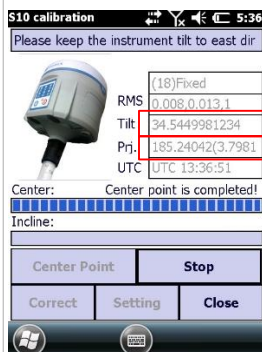 S10 calibration 5:36
Please keep the instrument tilt to east dir
(18)Fixed
RMS 0.008,0.013,1
Tilt 34.5449981234
Prj. 185.24042(3.7981
UTC UTC 13:36:51
Center: Center point is completed!
Incline:
Center Point Stop
Correct Setting Close